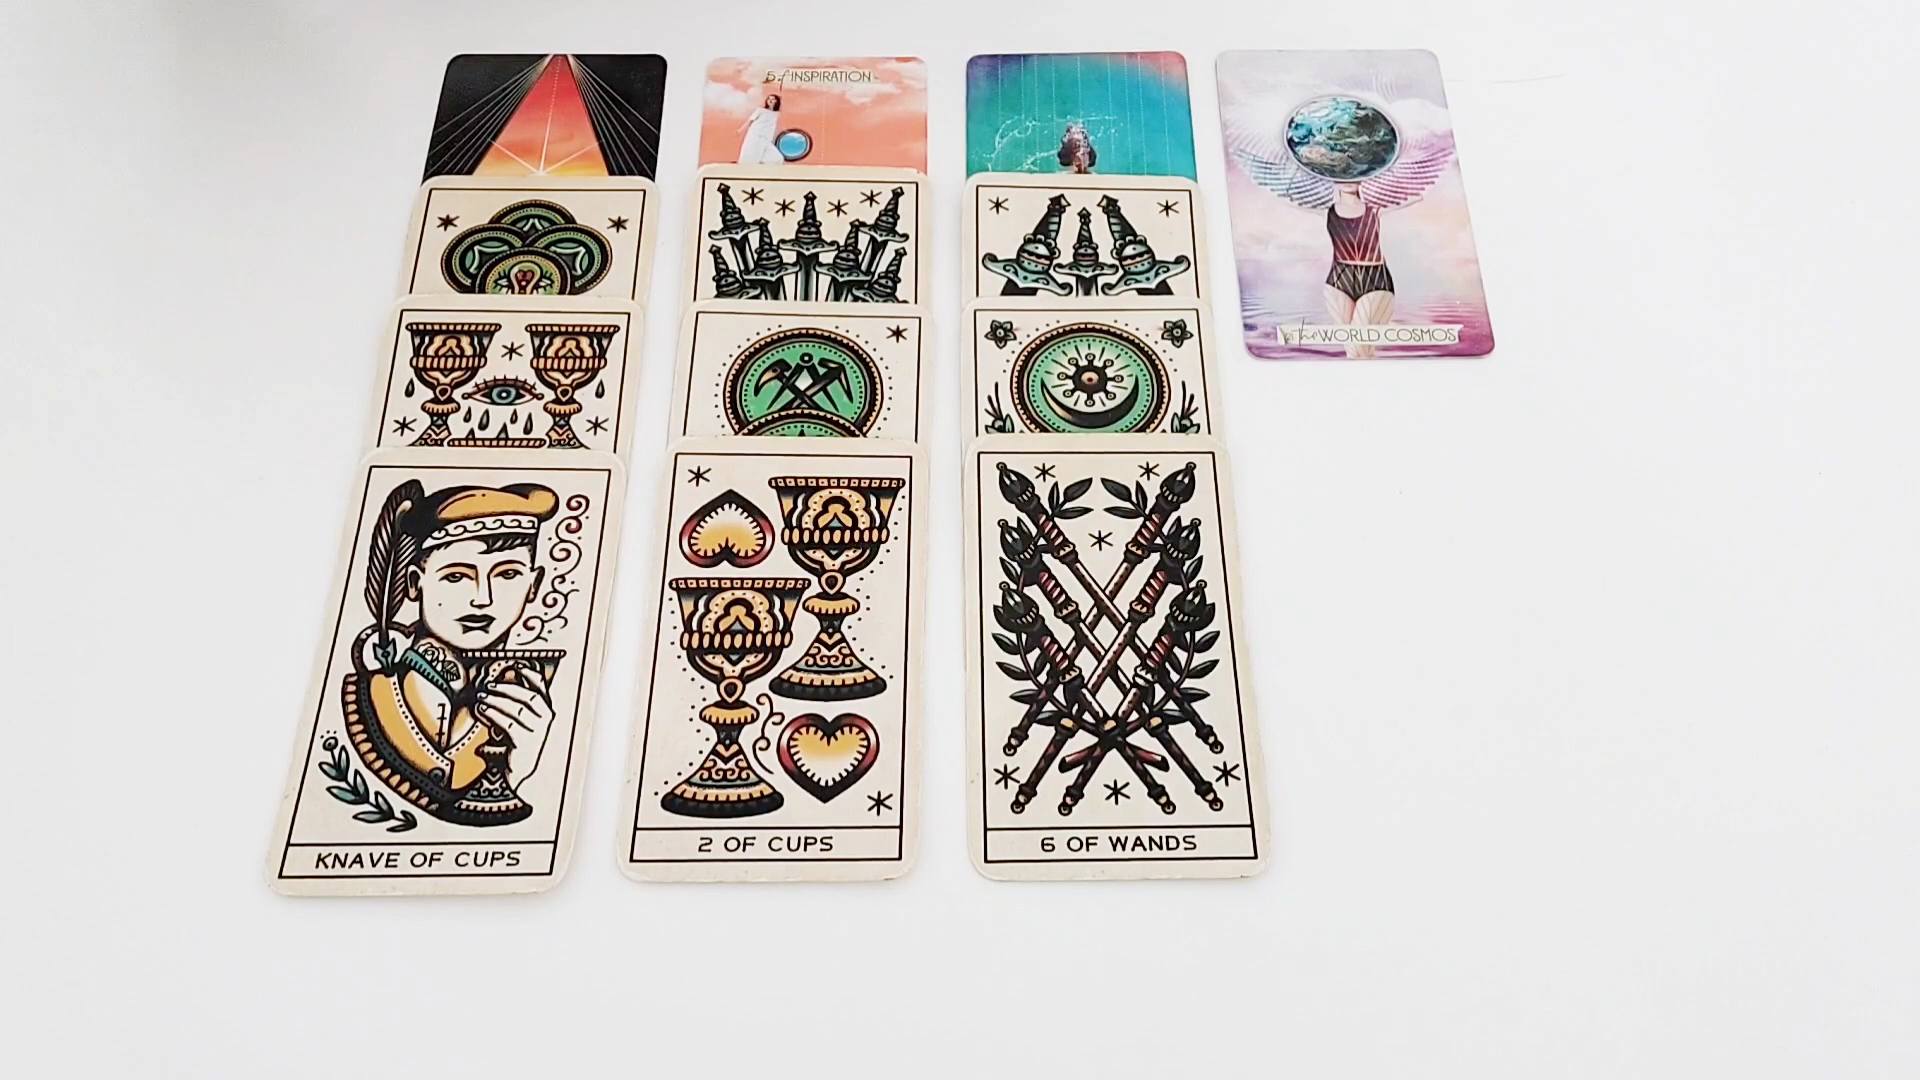 5 of INSPIRATION
the WORLD COSMOS
KNAVE OF CUPS
2 OF CUPS
6 OF WANDS